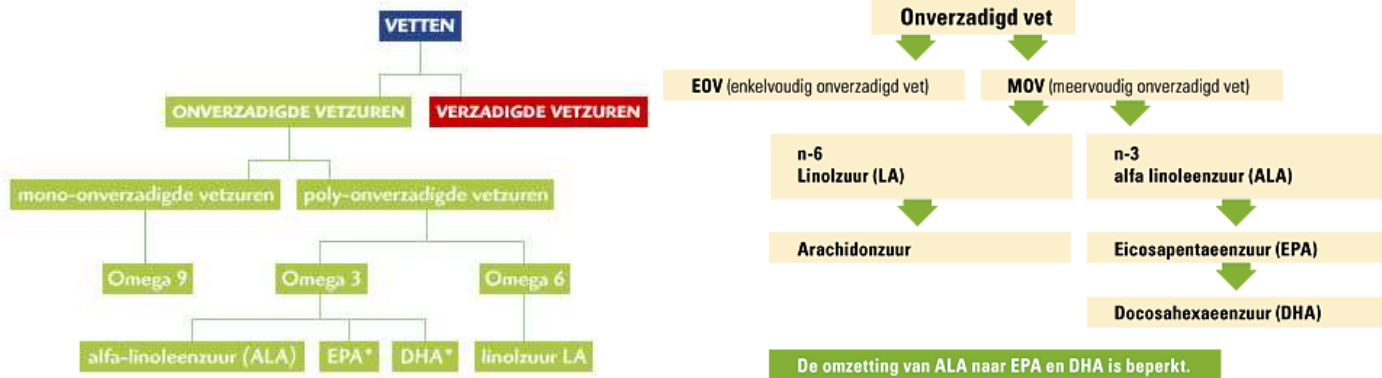 VETTEN
ONVERZADIGDE VETZUREN
VERZADIGDE VETZUREN
mono-onverzadigde vetzuren
poly-onverzadigde vetzuren
Omega 9
Omega 3
Omega 6
alfa-linoleenzuur (ALA)
EPA*
DHA*
linolzuur LA
Onverzadigd vet
EOV (enkelvoudig onverzadigd vet)
MOV (meervoudig onverzadigd vet)
n-6
Linolzuur (LA)
n-3
alfa linoleenzuur (ALA)
Arachidonzuur
Eicosapentaeenzuur (EPA)
Docosahexaeenzuur (DHA)
De omzetting van ALA naar EPA en DHA is beperkt.